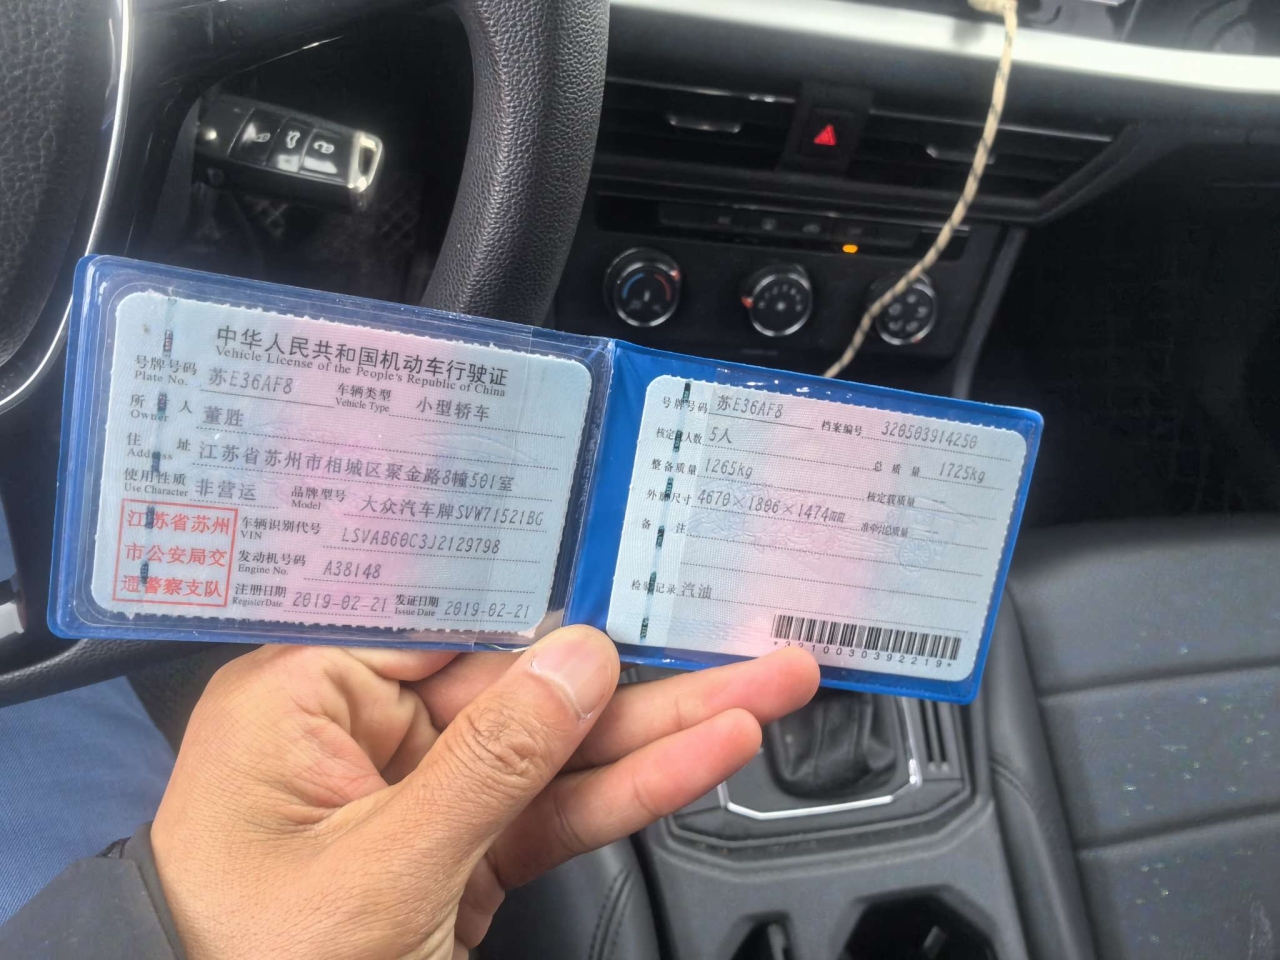 中华人民共和国机动车行驶证
Vehicle License of the People's Republic of China
号牌号码 苏E36AF8 车辆类型 小型轿车
Plate No. Vehicle Type
所有人 董胜
Owner
住址 江苏省苏州市相城区聚金路8幢501室
Address
使用性质 非营运 品牌型号 大众汽车牌SVW71521BG
Use Character Model
江苏省苏州
市公安局交
通警察支队
车辆识别代号 LSVAB60C3J2129798
VIN
发动机号码 A38148
Engine No.
注册日期 2019-02-21 发证日期 2019-02-21
Register Date Issue Date
号牌号码 苏E36AF8 档案编号 320503914250
核定载人数 5人 总质量 1725kg
整备质量 1265kg 核定载质量 --
外廓尺寸 4670×1806×1474mm 准牵引总质量 --
备注
检验记录 汽油
*3210030392219*